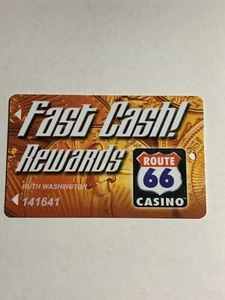 Fast Cash!
Rewards
ROUTE
66
CASINO
RUTH WASHINGTON
141641